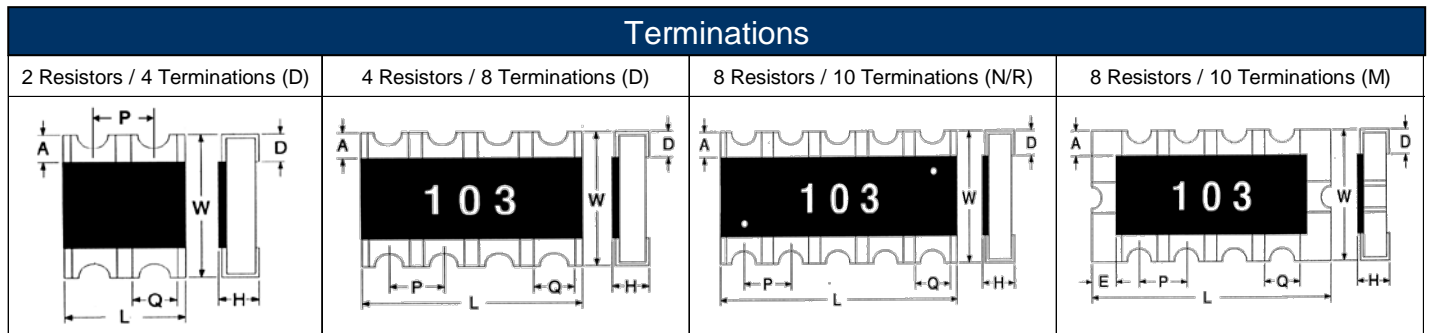 Terminations
2 Resistors / 4 Terminations (D)
4 Resistors / 8 Terminations (D)
8 Resistors / 10 Terminations (N/R)
8 Resistors / 10 Terminations (M)
P
A
D
W
Q
H
L
A
D
103
W
P
Q
H
L
A
D
103
W
P
Q
H
L
A
D
103
W
E
P
Q
H
L